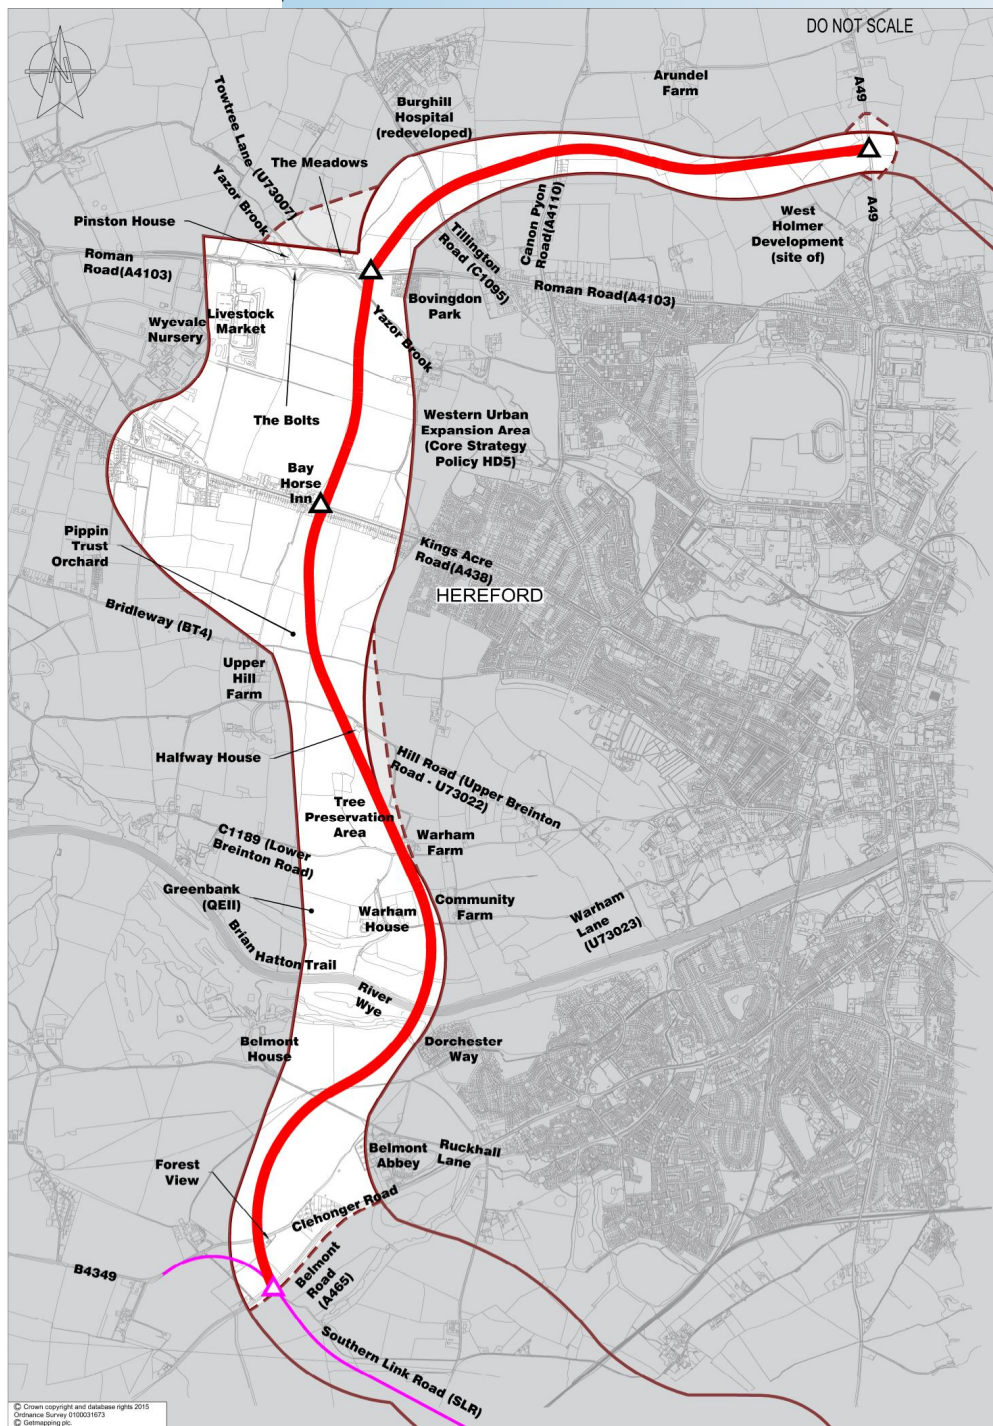 DO NOT SCALE
N
Arundel
Farm
A49
Burghill
Hospital
(redeveloped)
Towtree Lane (U73007)
The Meadows
Yazor Brook
Pinston House
Roman
Road(A4103)
Tillington
Road (C1095)
Canon Pyon
Road(A4110)
West
Holmer
Development
(site of)
A49
Roman Road(A4103)
Bovingdon
Park
Livestock
Market
Wyevale
Nursery
Yazor Brook
The Bolts
Western Urban
Expansion Area
(Core Strategy
Policy HD5)
Bay
Horse
Inn
Pippin
Trust
Orchard
Kings Acre
Road(A438)
HEREFORD
Bridleway (BT4)
Upper
Hill
Farm
Halfway House
Hill Road (Upper Breinton
Road - U73022)
Tree
Preservation
Area
C1189 (Lower
Breinton Road)
Warham
Farm
Greenbank
(QEII)
Warham
House
Community
Farm
Warham
Lane
(U73023)
Brian
Hatton Trail
River
Wye
Belmont
House
Dorchester
Way
Belmont
Abbey
Ruckhall
Lane
Forest
View
Clehonger Road
B4349
Belmont
Road
(A465)
Southern Link Road (SLR)
© Crown copyright and database rights 2015
Ordnance Survey 0100031673
© Getmapping plc.